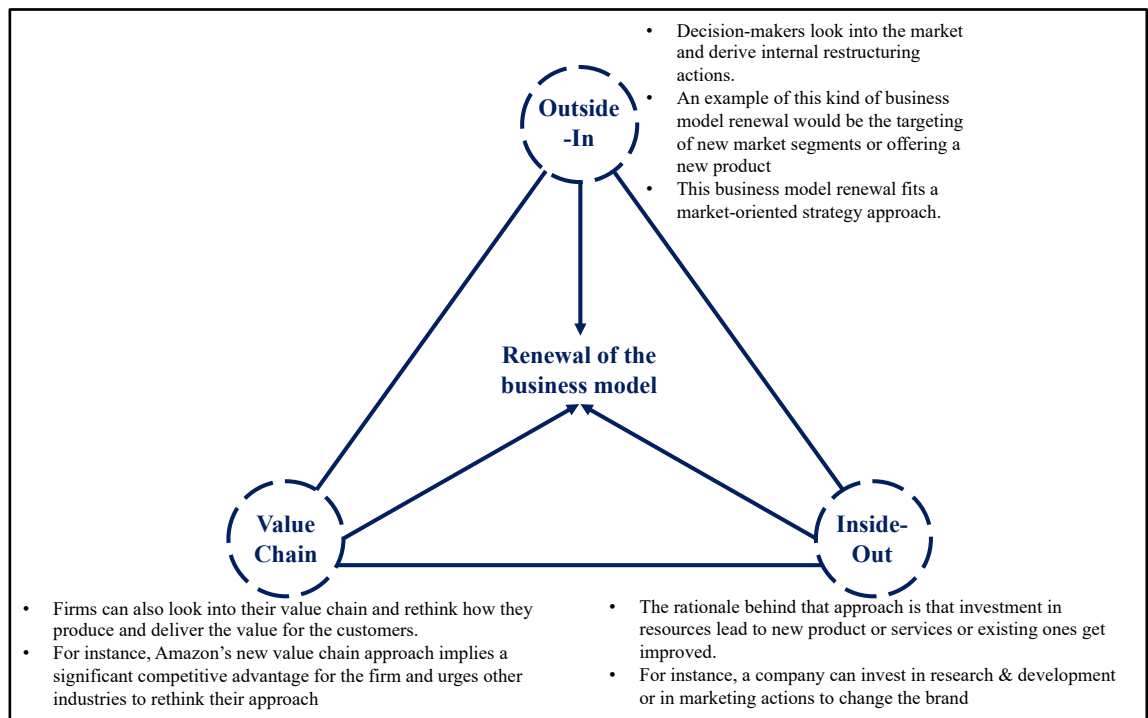 • Decision-makers look into the market
and derive internal restructuring
actions.
• An example of this kind of business
model renewal would be the targeting
of new market segments or offering a
new product
• This business model renewal fits a
market-oriented strategy approach.
Outside
-In
Renewal of the
business model
Value
Chain
Inside-
Out
• Firms can also look into their value chain and rethink how they
produce and deliver the value for the customers.
• For instance, Amazon’s new value chain approach implies a
significant competitive advantage for the firm and urges other
industries to rethink their approach
• The rationale behind that approach is that investment in
resources lead to new product or services or existing ones get
improved.
• For instance, a company can invest in research & development
or in marketing actions to change the brand